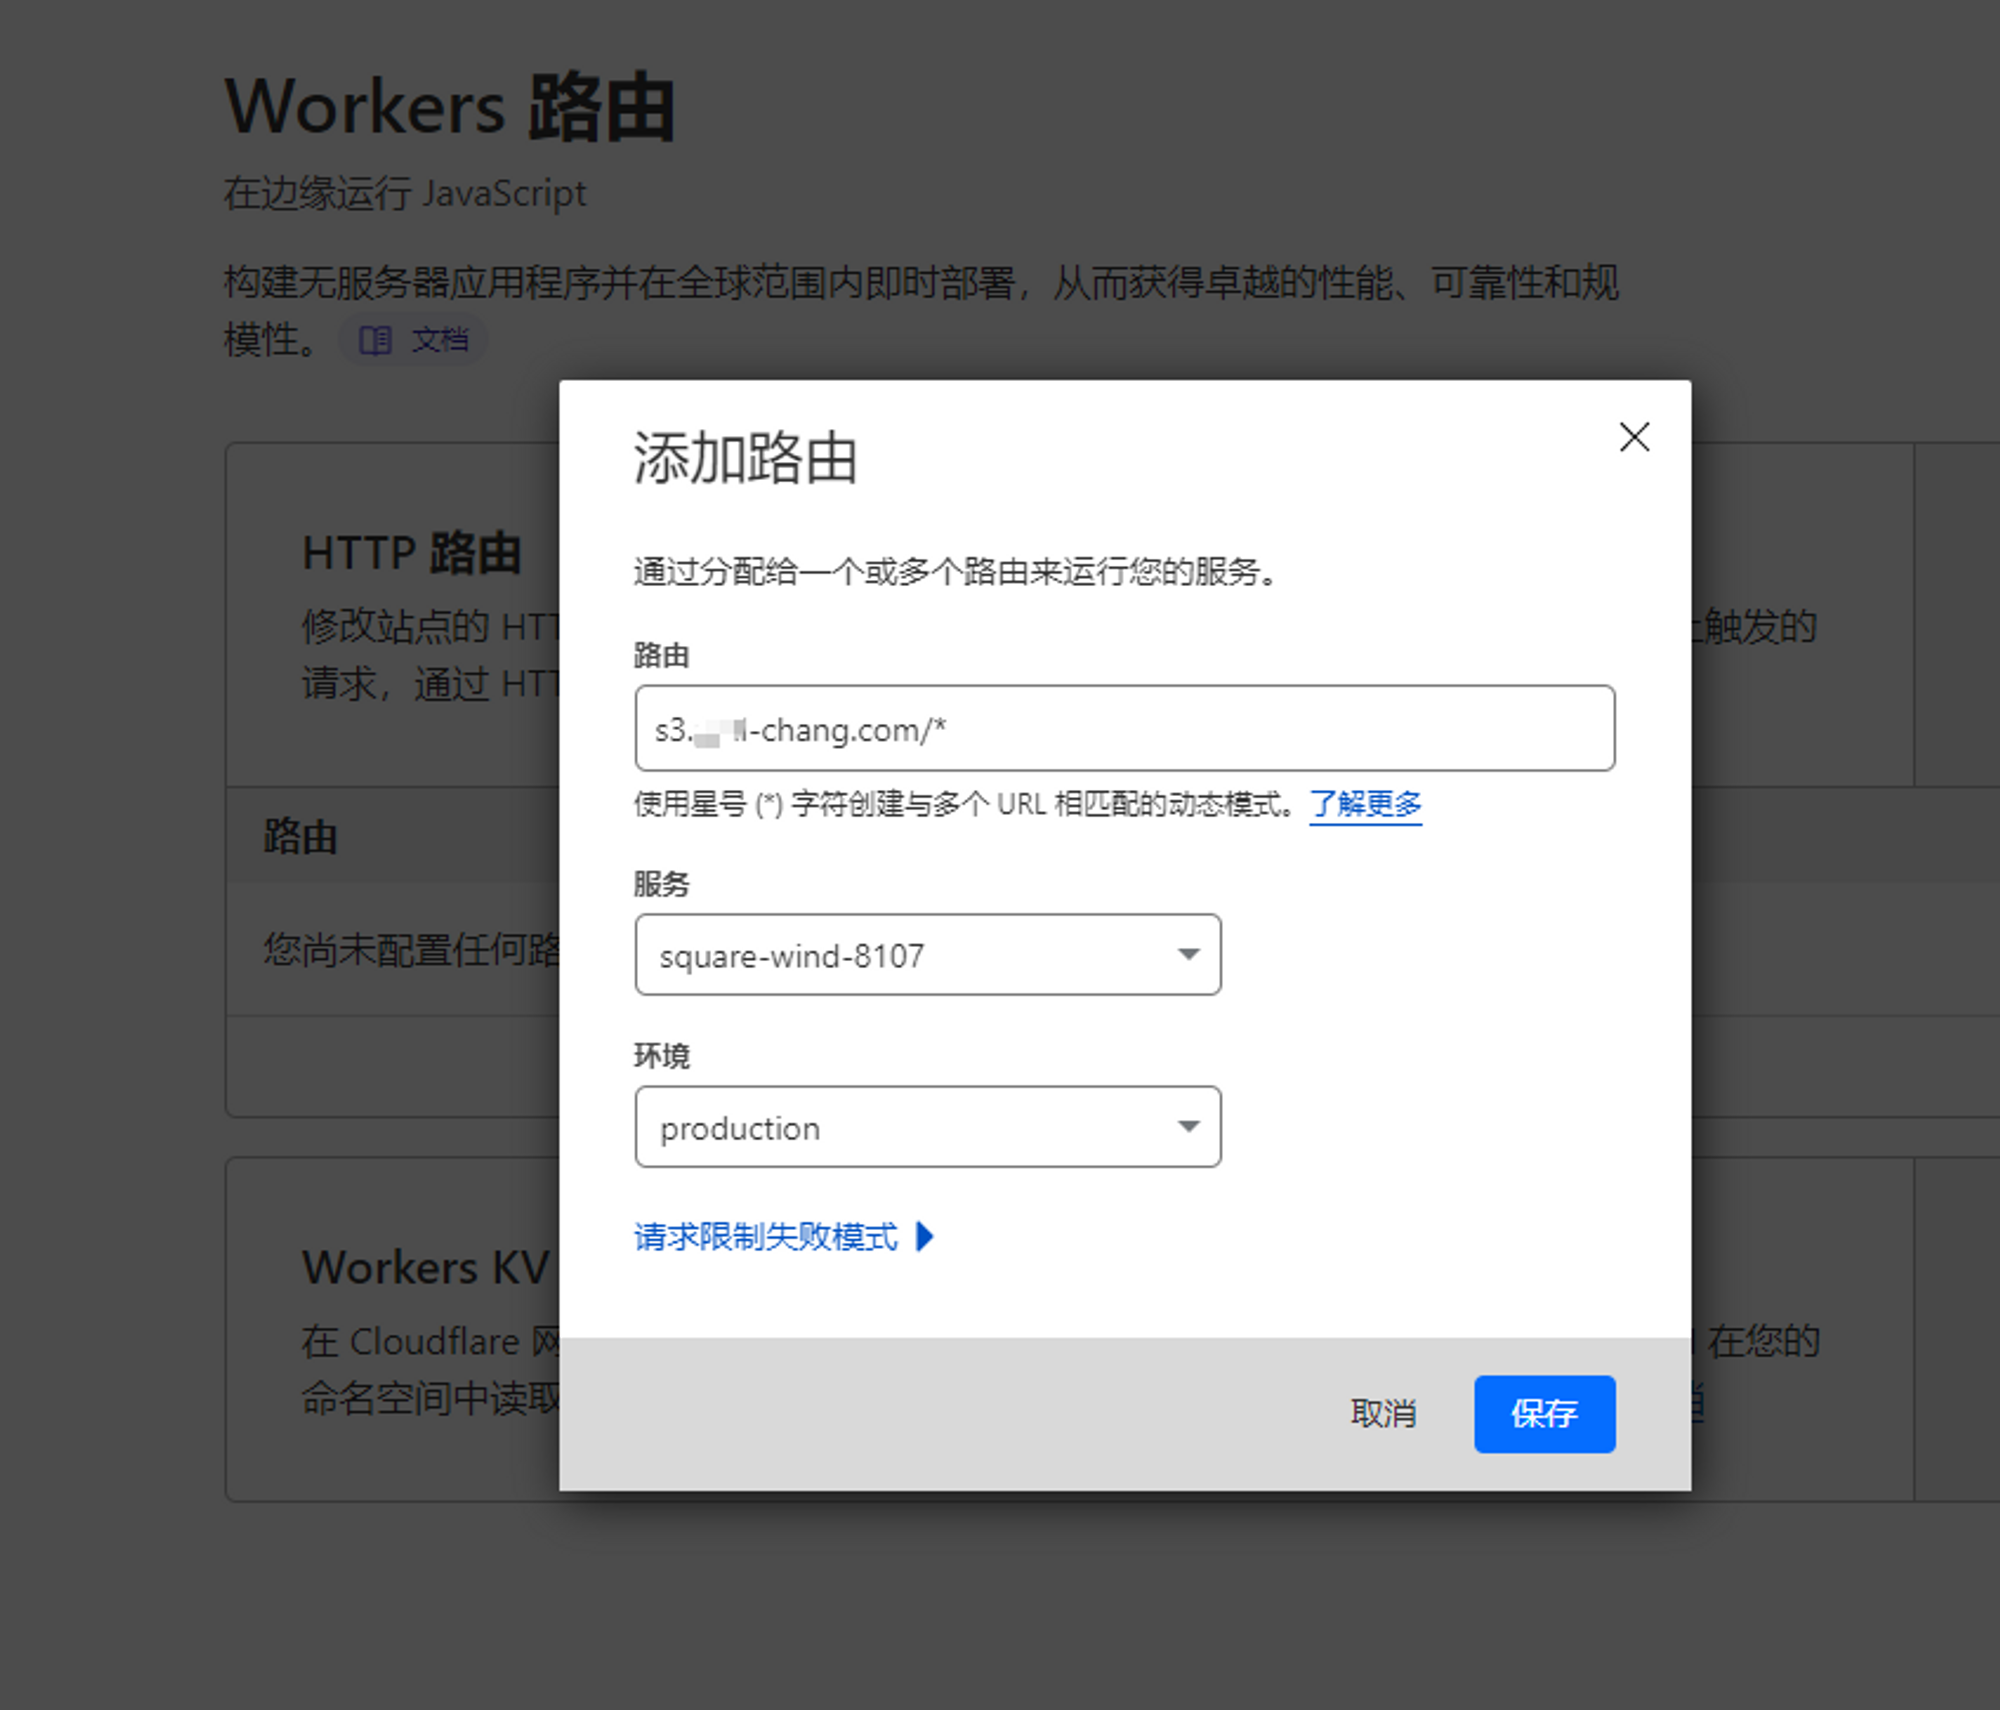 Workers 路由
在边缘运行 JavaScript
构建无服务器应用程序并在全球范围内即时部署，从而获得卓越的性能、可靠性和规
模性。 文档
添加路由
通过分配给一个或多个路由来运行您的服务。
路由
s3. -chang.com/*
使用星号 (*) 字符创建与多个 URL 相匹配的动态模式。了解更多
服务
square-wind-8107
环境
production
请求限制失败模式
取消
保存
HTTP 路由
修改站点的 HTT
触发的
请求，通过 HTT
路由
您尚未配置任何路
Workers KV
在 Cloudflare 网
在您的
命名空间中读取